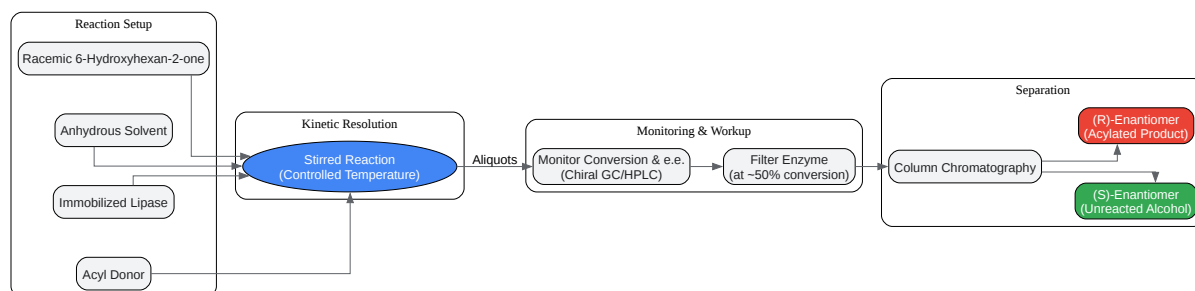 Reaction Setup
Racemic 6-Hydroxyhexan-2-one
Anhydrous Solvent
Immobilized Lipase
Acyl Donor
Kinetic Resolution
Stirred Reaction
(Controlled Temperature)
Aliquots
Monitoring & Workup
Monitor Conversion & e.e.
(Chiral GC/HPLC)
Filter Enzyme
(at ~50% conversion)
Separation
Column Chromatography
(R)-Enantiomer
(Acylated Product)
(S)-Enantiomer
(Unreacted Alcohol)